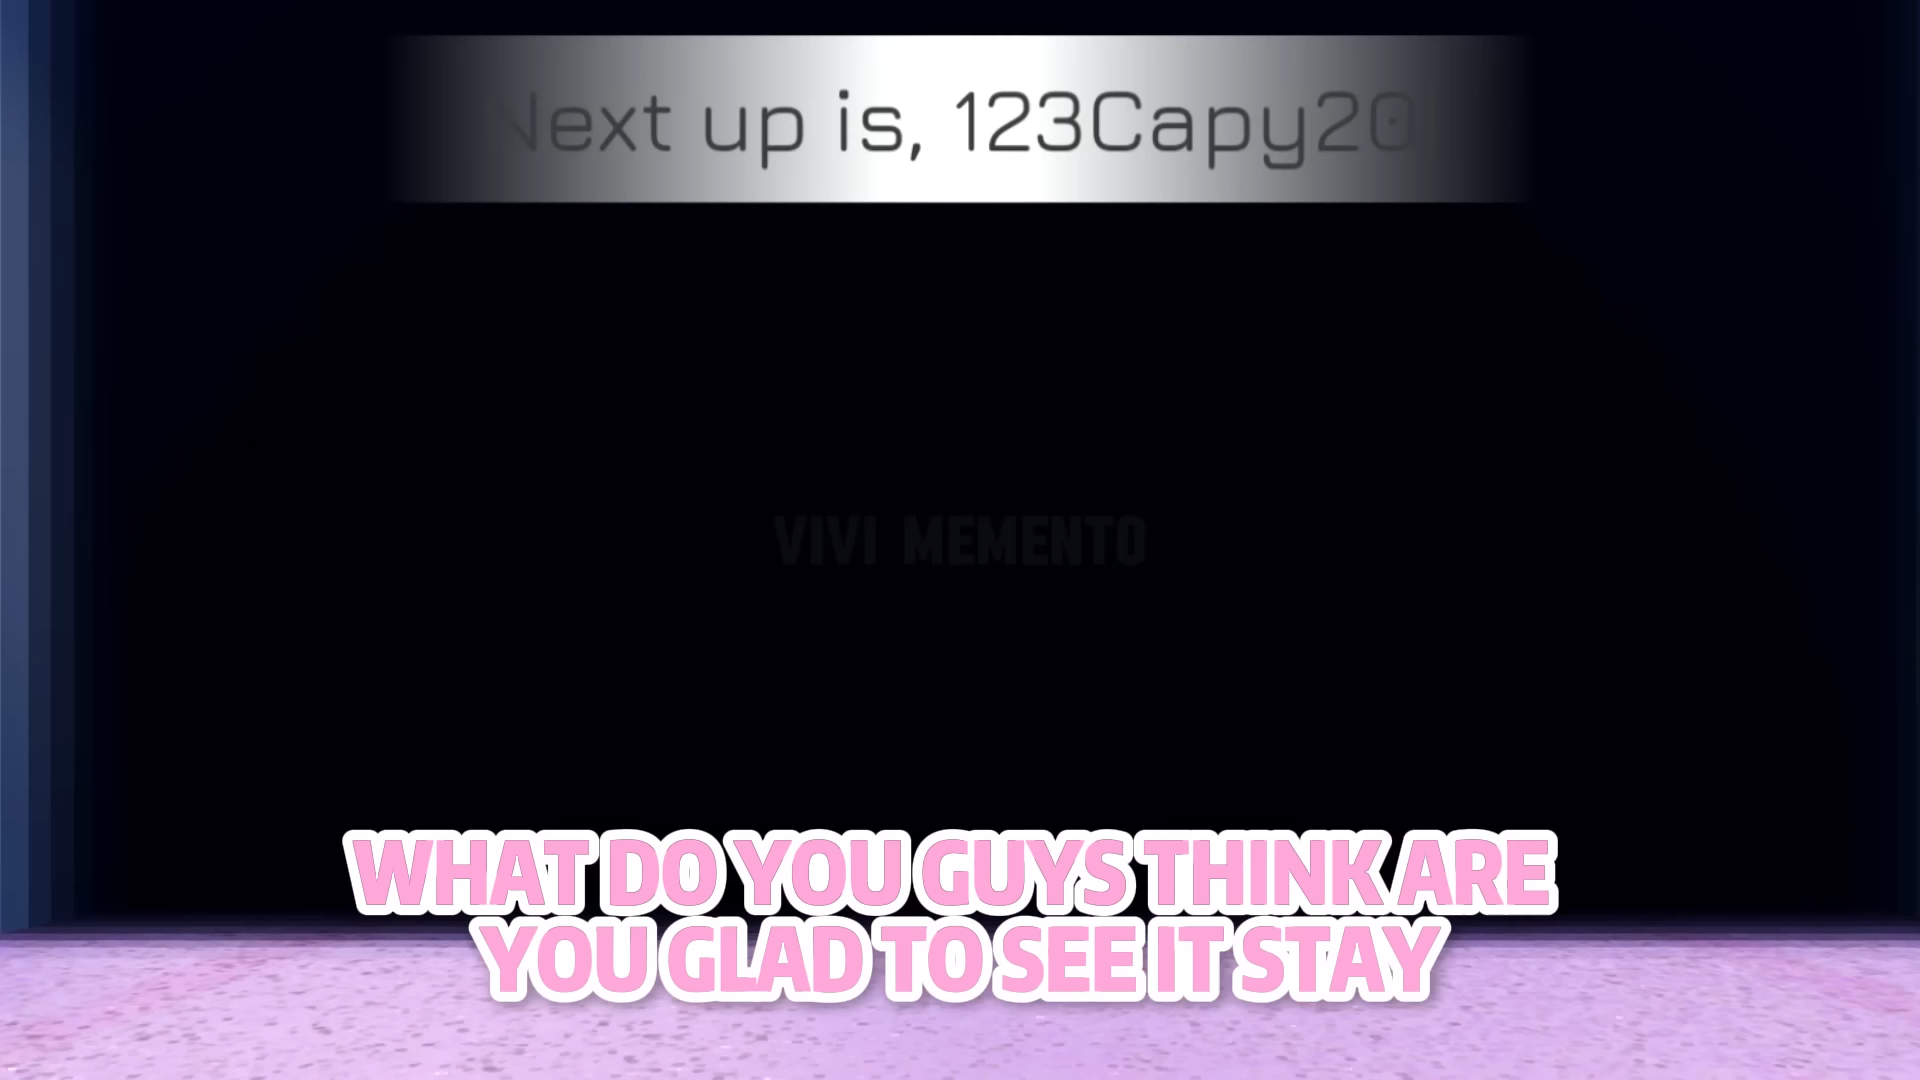 Next up is, 123Capy20
VIVI MEMENTO
WHAT DO YOU GUYS THINK ARE
YOU GLAD TO SEE IT STAY